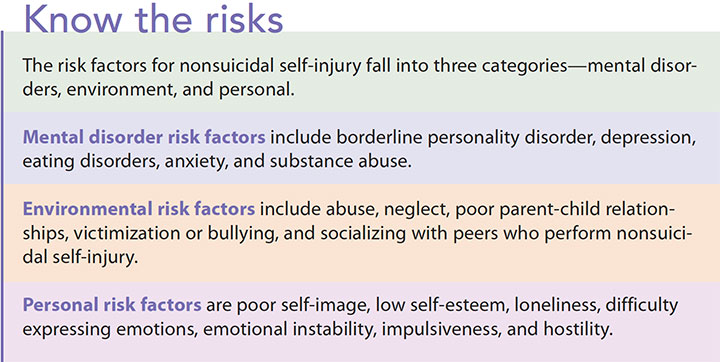 Know the risks
The risk factors for nonsuicidal self-injury fall into three categories—mental disor-
ders, environment, and personal.
Mental disorder risk factors include borderline personality disorder, depression,
eating disorders, anxiety, and substance abuse.
Environmental risk factors include abuse, neglect, poor parent-child relation-
ships, victimization or bullying, and socializing with peers who perform nonsuici-
dal self-injury.
Personal risk factors are poor self-image, low self-esteem, loneliness, difficulty
expressing emotions, emotional instability, impulsiveness, and hostility.